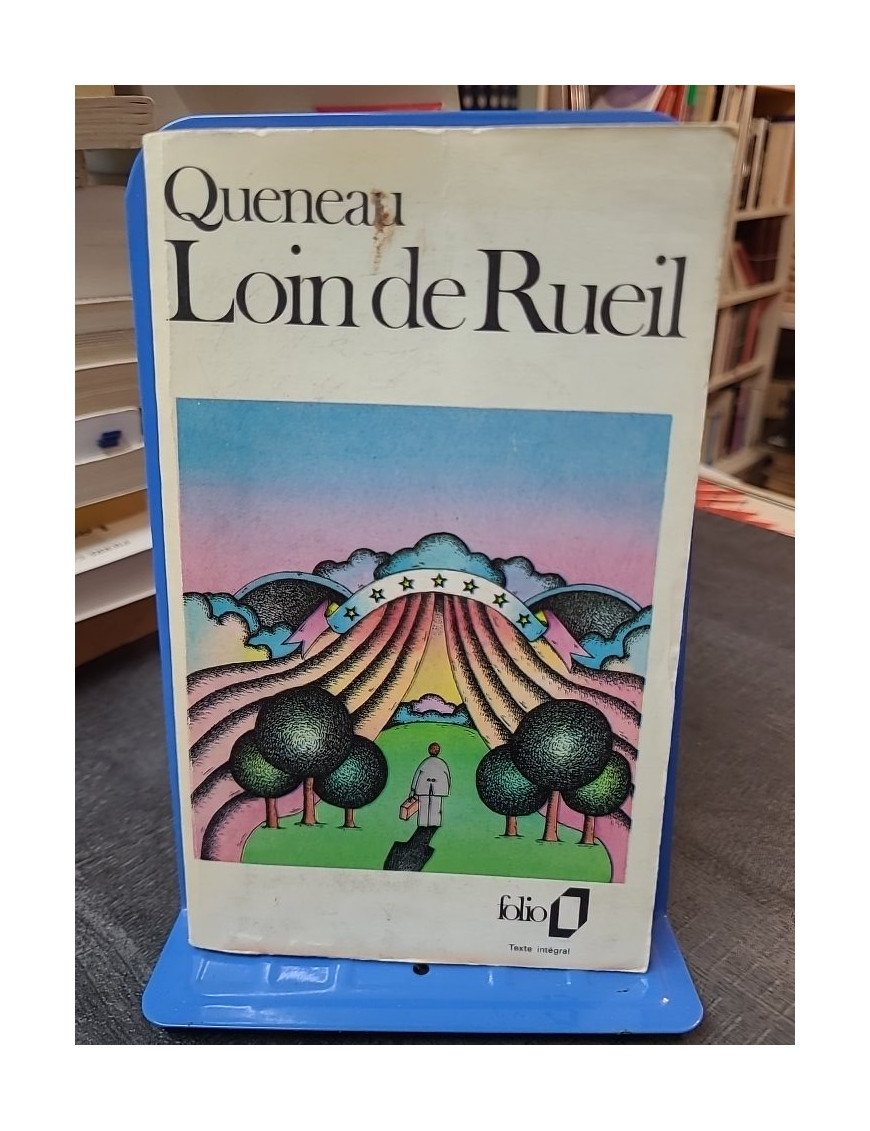 Queneau
Loin de Rueil
folio
Texte intégral